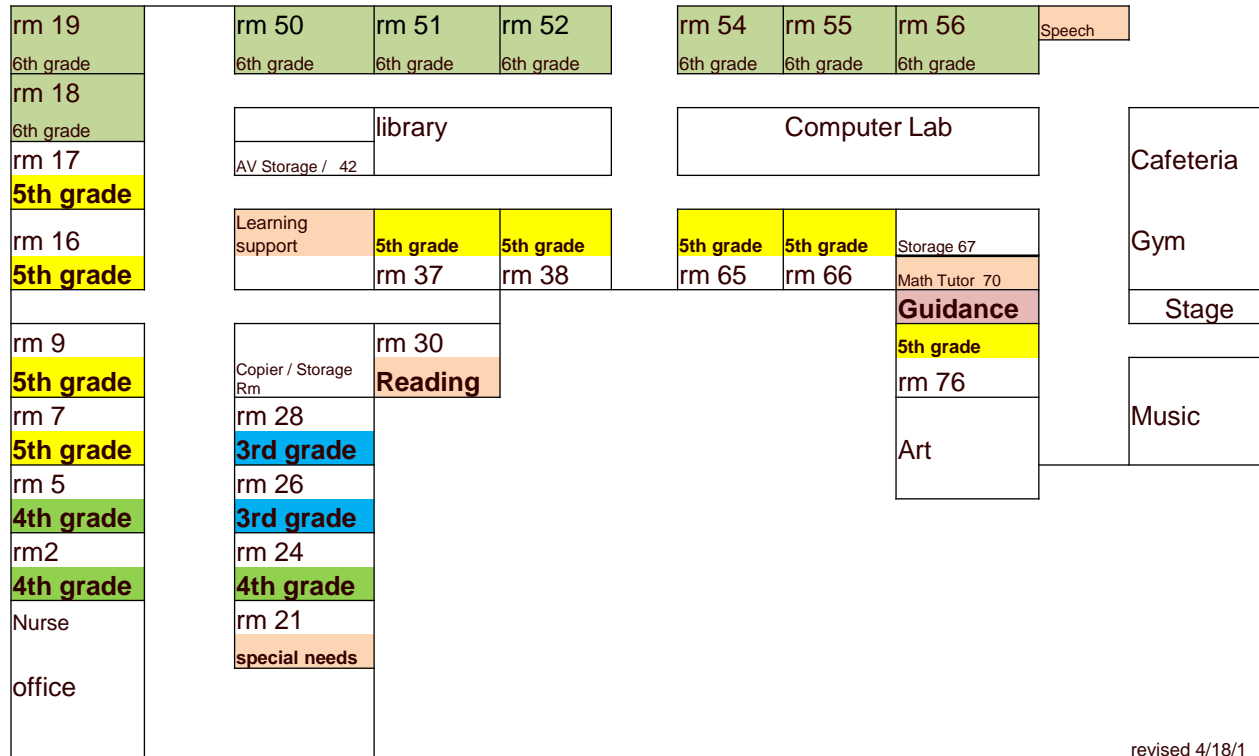 rm 19 rm 50 rm 51 rm 52 rm 54 rm 55 rm 56 Speech
6th grade 6th grade 6th grade 6th grade 6th grade 6th grade 6th grade
rm 18
6th grade library Computer Lab
rm 17 AV Storage / 42 Cafeteria
5th grade
Learning
rm 16 support 5th grade 5th grade 5th grade 5th grade Storage 67 Gym
5th grade rm 37 rm 38 rm 65 rm 66 Math Tutor 70
Guidance Stage
rm 9 rm 30 5th grade
Copier / Storage
5th grade Rm Reading rm 76
rm 7 rm 28 Music
5th grade 3rd grade Art
rm 5 rm 26
4th grade 3rd grade
rm2 rm 24
4th grade 4th grade
Nurse rm 21
special needs
office
revised 4/18/1